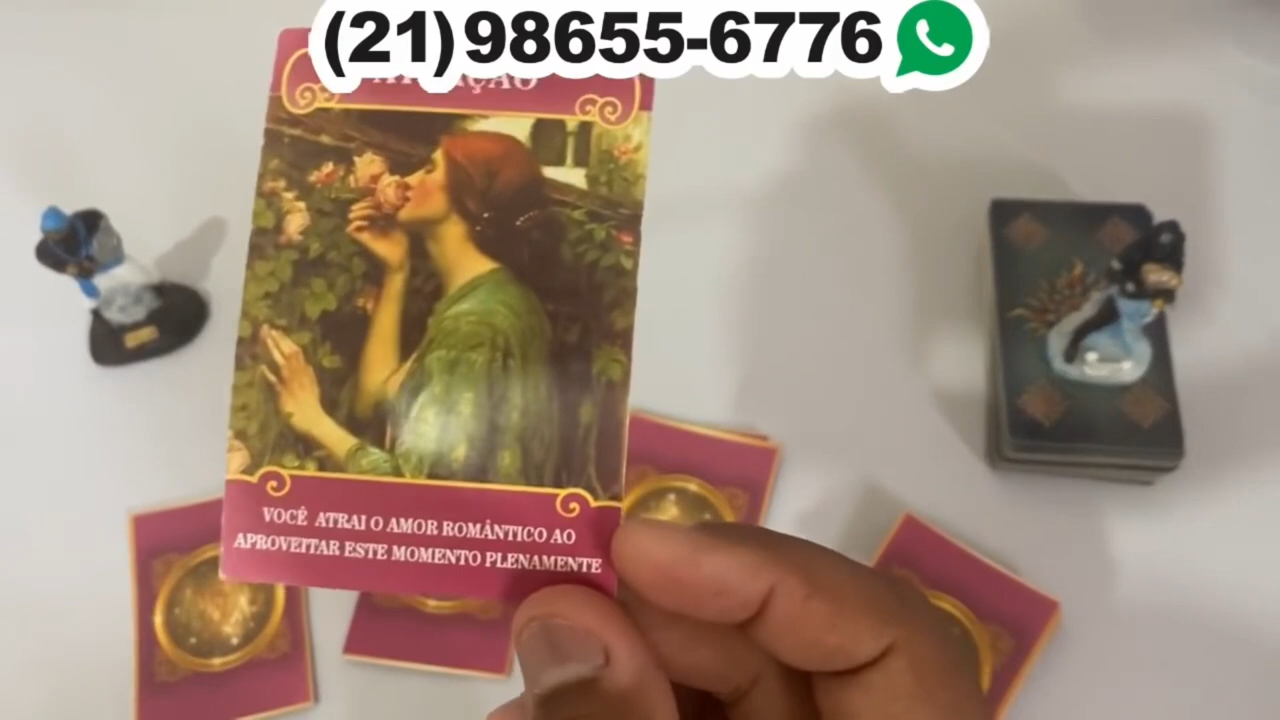 (21) 98655-6776
VOCÊ ATRAI O AMOR ROMÂNTICO AO
APROVEITAR ESTE MOMENTO PLENAMENTE